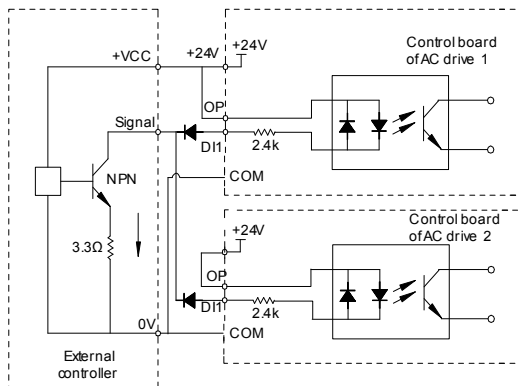 +VCC
+24V
+24V
Control board
of AC drive 1
OP
Signal
DI1
2.4k
NPN
COM
3.3Ω
+24V
Control board
of AC drive 2
OP
DI1
2.4k
0V
COM
External
controller